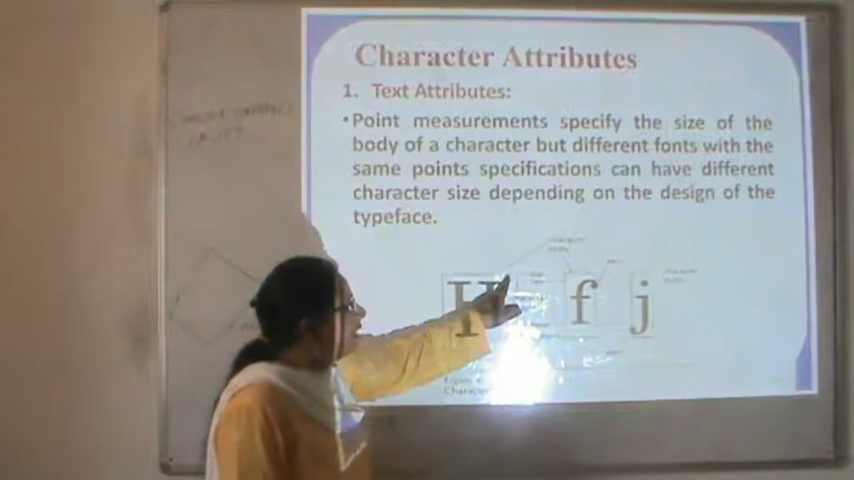 Character Attributes
1. Text Attributes:
•Point measurements specify the size of the
body of a character but different fonts with the
same points specifications can have different
character size depending on the design of the
typeface.
H f j
Character